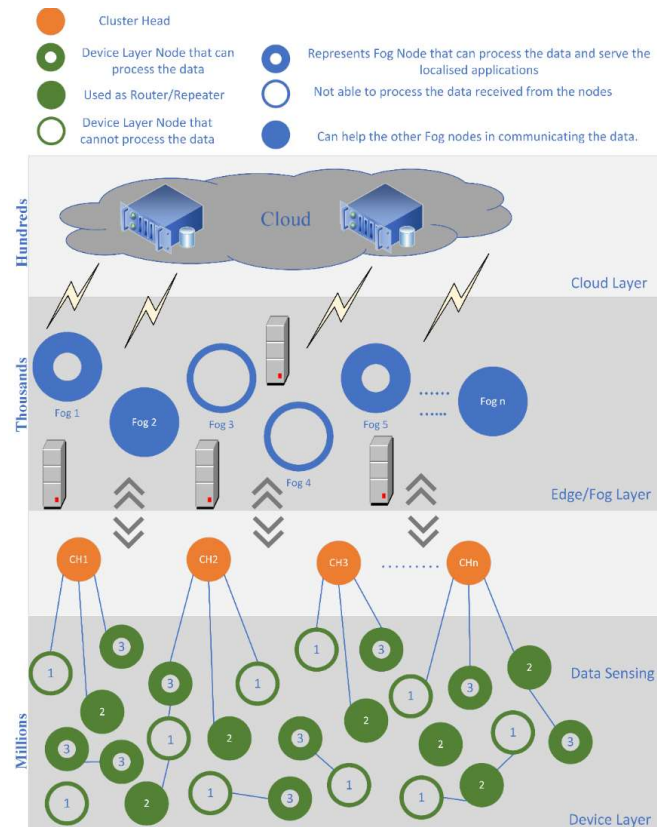 Cluster Head
Device Layer Node that can
process the data
Represents Fog Node that can process the data and serve the
localised applications
Used as Router/Repeater
Not able to process the data received from the nodes
Device Layer Node that
cannot process the data
Can help the other Fog nodes in communicating the data.
Hundreds
Cloud
Cloud Layer
Thousands
Fog 1
Fog 2
Fog 3
Fog 4
Fog 5
......
......
Fog n
Edge/Fog Layer
CH1
CH2
CH3
.........
CHn
Millions
Data Sensing
3
1
2
3
3
1
2
3
1
1
2
1
3
1
3
2
3
1
1
3
2
2
1
3
2
1
2
Device Layer